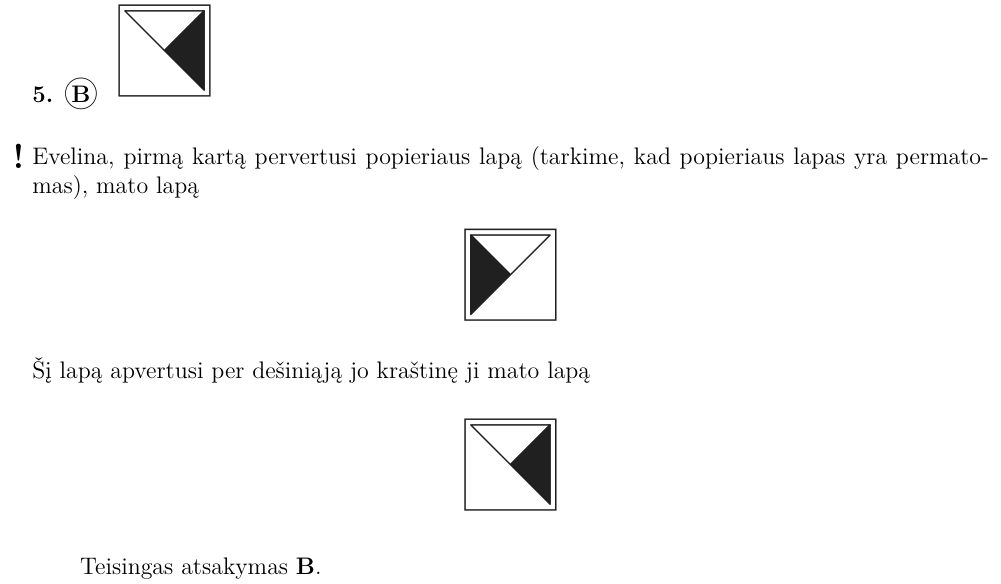 5. B
! Evelina, pirmą kartą pervertusi popieriaus lapą (tarkime, kad popieriaus lapas yra permato-
mas), mato lapą
Šį lapą apvertusi per dešiniąją jo kraštinę ji mato lapą
Teisingas atsakymas B.